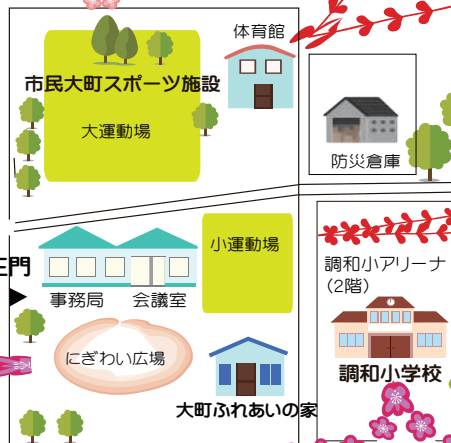 体育館
市民大町スポーツ施設
大運動場
防災倉庫
小運動場
正門
事務局
会議室
調和小アリーナ
(2階)
にぎわい広場
調和小学校
大町ふれあいの家